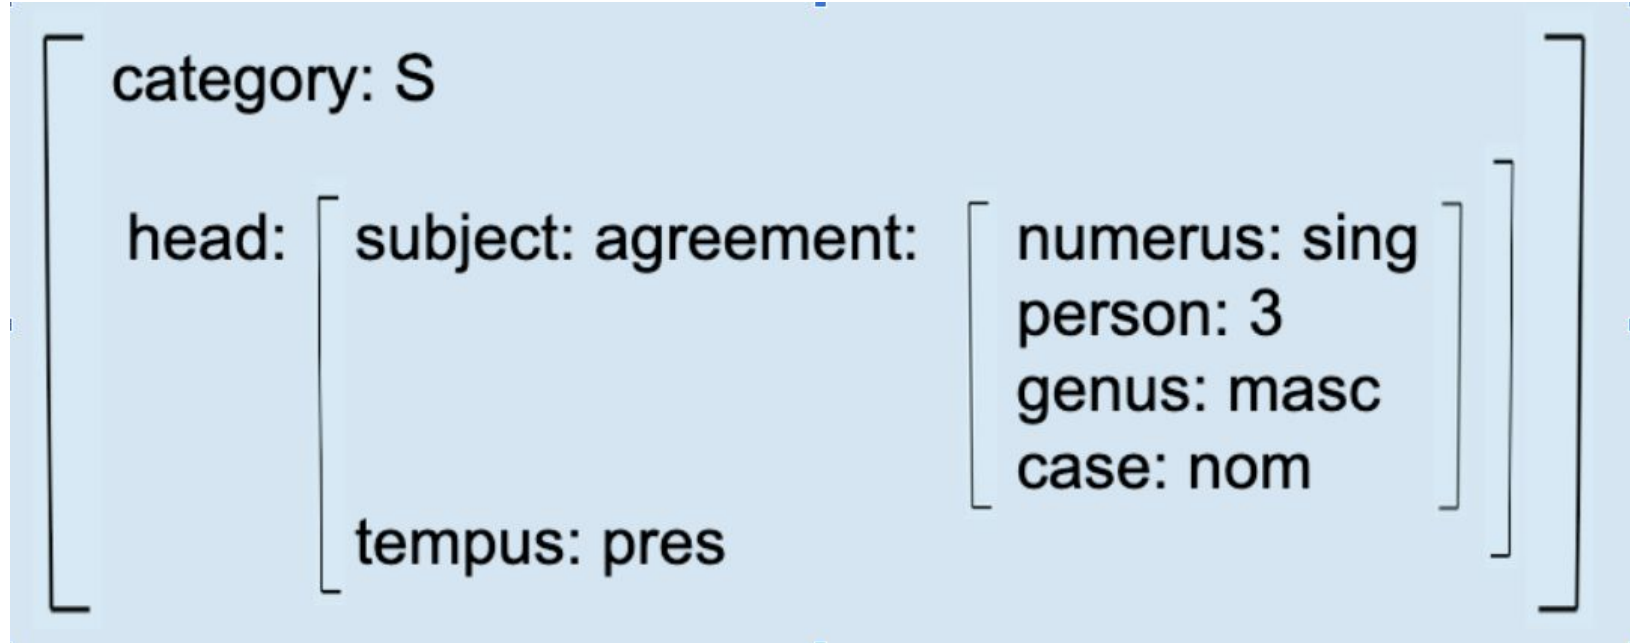 category: S
head: subject: agreement: numerus: sing
person: 3
genus: masc
case: nom
tempus: pres